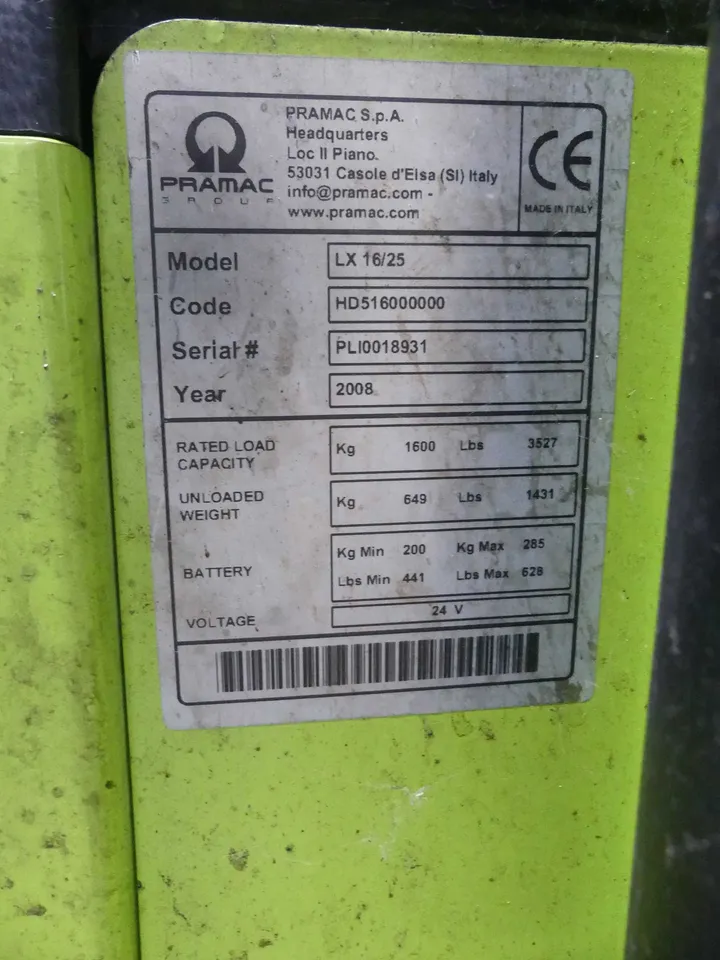 PRAMAC
GROUP
PRAMAC S.p.A.
Headquarters
Loc Il Piano.
53031 Casole d'Elsa (SI) Italy
info@pramac.com -
www.pramac.com
CE
MADE IN ITALY
Model LX 16/25
Code HD516000000
Serial # PLI0018931
Year 2008
RATED LOAD CAPACITY Kg 1600 Lbs 3527
UNLOADED WEIGHT Kg 649 Lbs 1431
BATTERY Kg Min 200 Kg Max 285
Lbs Min 441 Lbs Max 628
VOLTAGE 24 V